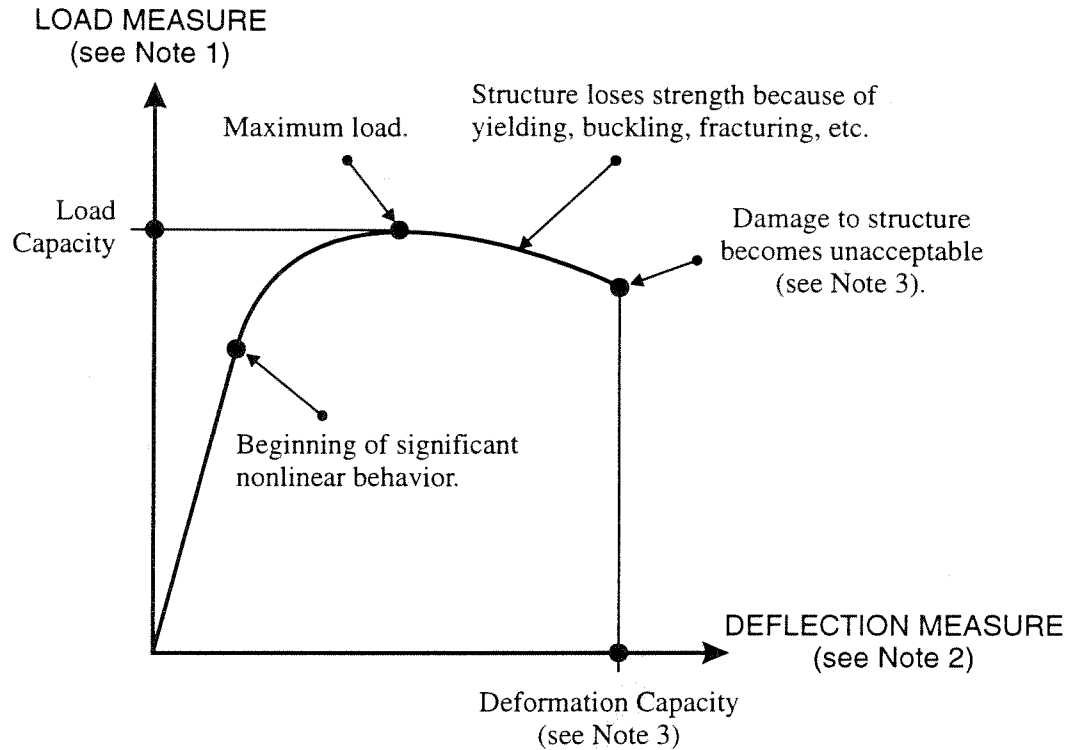 LOAD MEASURE
(see Note 1)
Structure loses strength because of
yielding, buckling, fracturing, etc.
Maximum load.
Load
Capacity
Damage to structure
becomes unacceptable
(see Note 3).
Beginning of significant
nonlinear behavior.
DEFLECTION MEASURE
(see Note 2)
Deformation Capacity
(see Note 3)